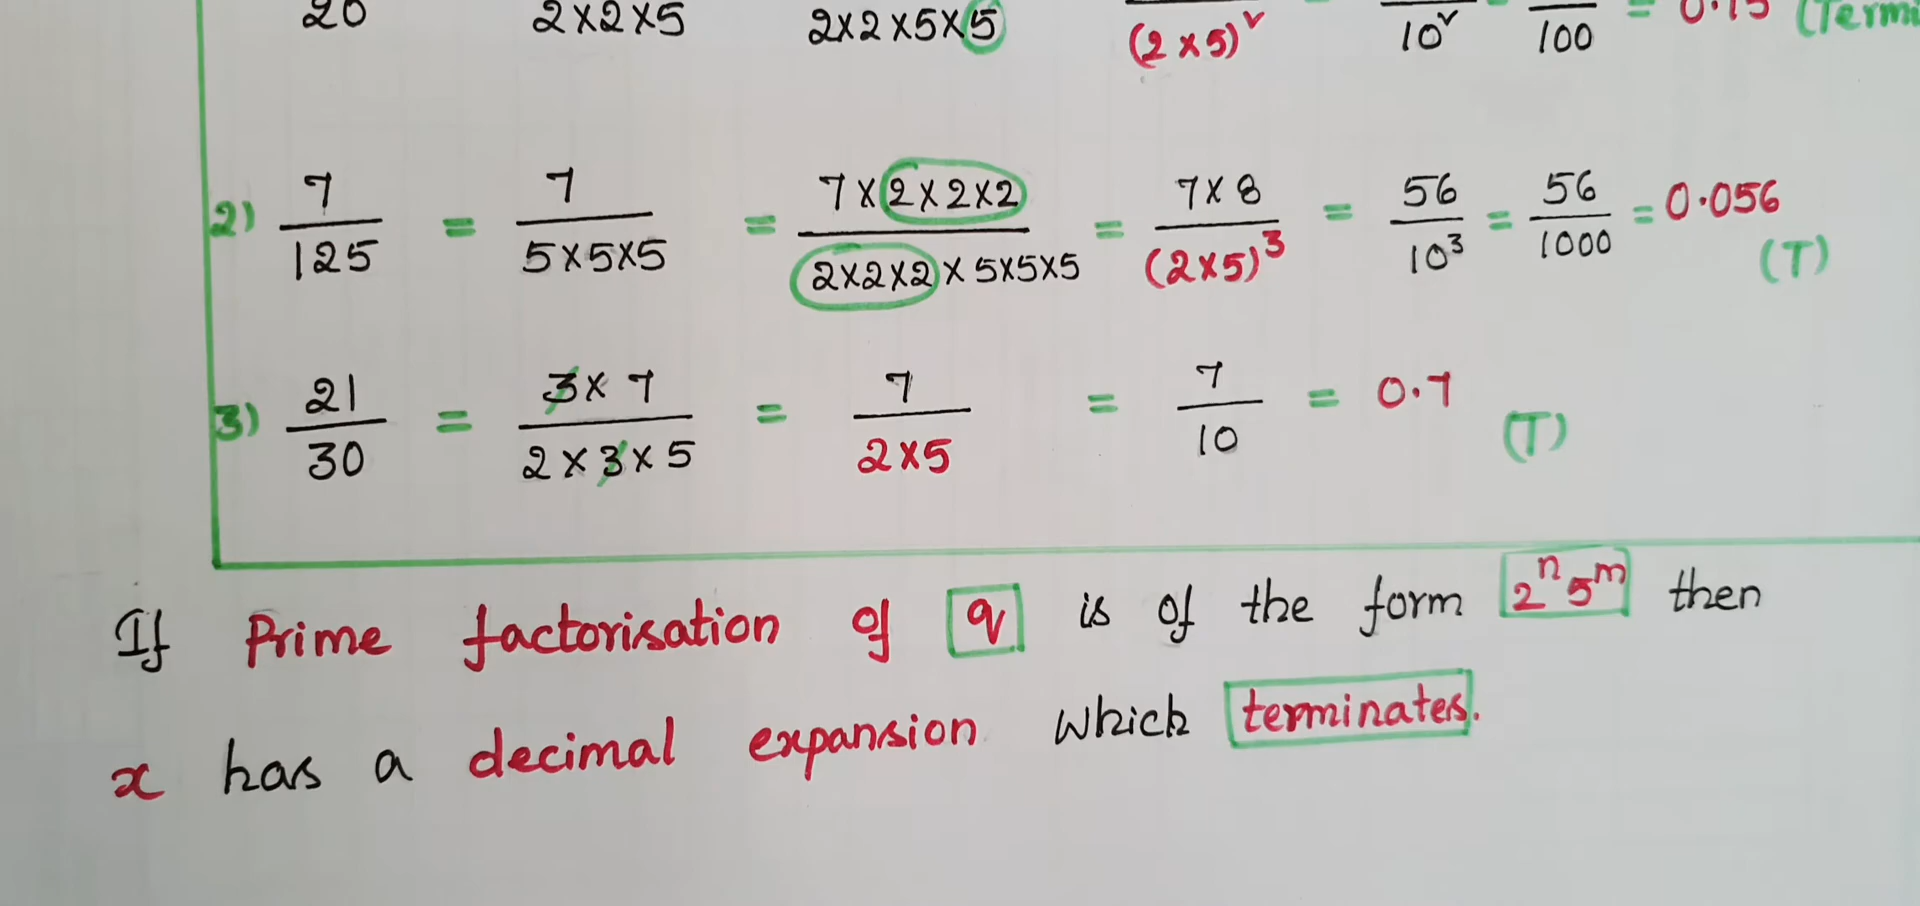 20 2×2×5 2×2×5×5 (2×5)² 10² 100 = 0.15 (Termi
2) 7/125 = 7/5×5×5 = 7×2×2×2/2×2×2×5×5×5 = 7×8/(2×5)³ = 56/10³ = 56/1000 = 0.056 (T)
3) 21/30 = 3×7/2×3×5 = 7/2×5 = 7/10 = 0.7 (T)
If Prime factorisation of q is of the form 2ⁿ5ᵐ then
x has a decimal expansion which terminates.